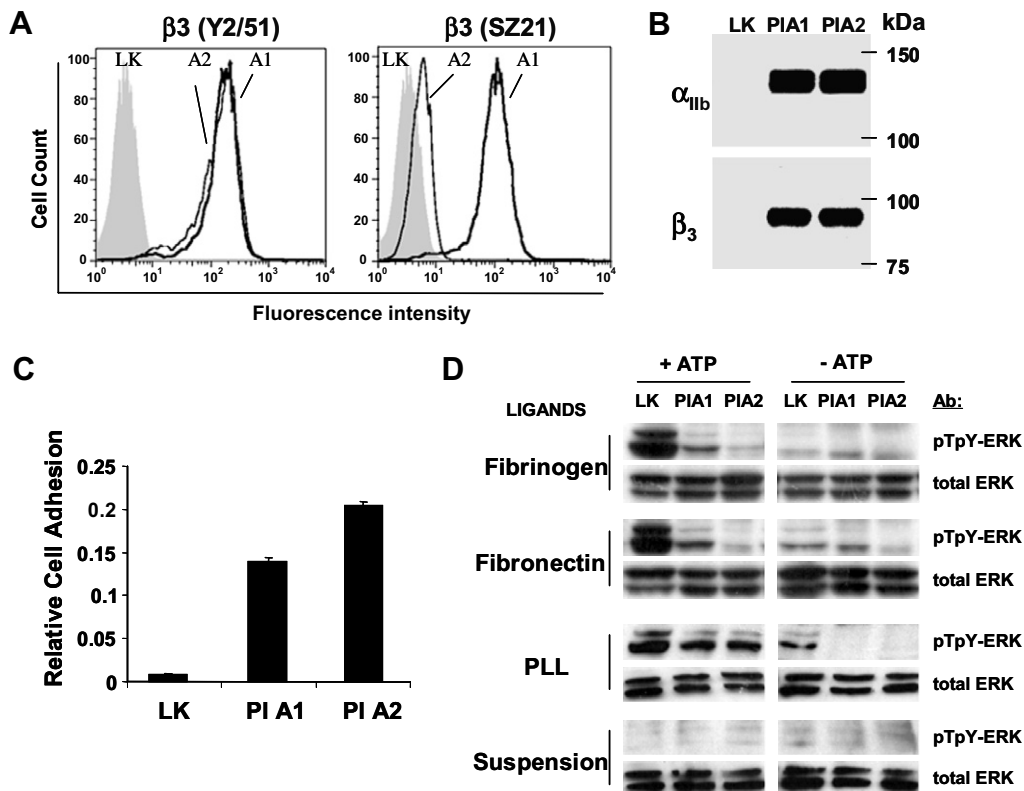 A
β3 (Y2/51)
β3 (SZ21)
LK A2 A1
LK A2 A1
Cell Count
100
80
60
40
20
0
10⁰ 10¹ 10² 10³ 10⁴
100
80
60
40
20
0
10⁰ 10¹ 10² 10³ 10⁴
Fluorescence intensity
B
LK PlA1 PlA2 kDa
αIIb
150
100
β3
100
75
C
Relative Cell Adhesion
0.25
0.2
0.15
0.1
0.05
0
LK Pl A1 Pl A2
D
+ ATP - ATP
LIGANDS LK PlA1 PlA2 LK PlA1 PlA2 Ab:
Fibrinogen
pTpY-ERK
total ERK
Fibronectin
pTpY-ERK
total ERK
PLL
pTpY-ERK
total ERK
Suspension
pTpY-ERK
total ERK